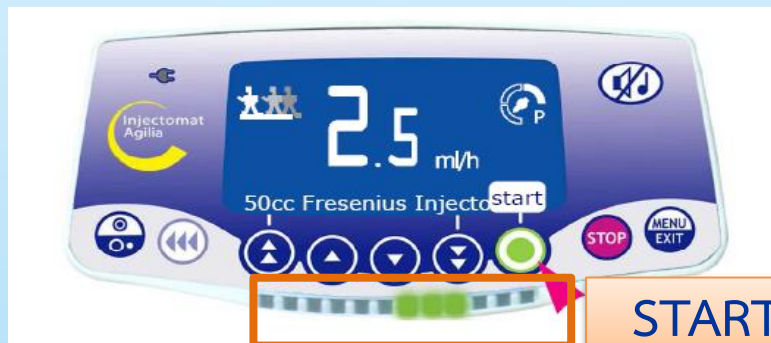 Injectomat
Agilia
2.5 ml/h
P
50cc Fresenius Injecto
start
STOP
MENU
EXIT
START